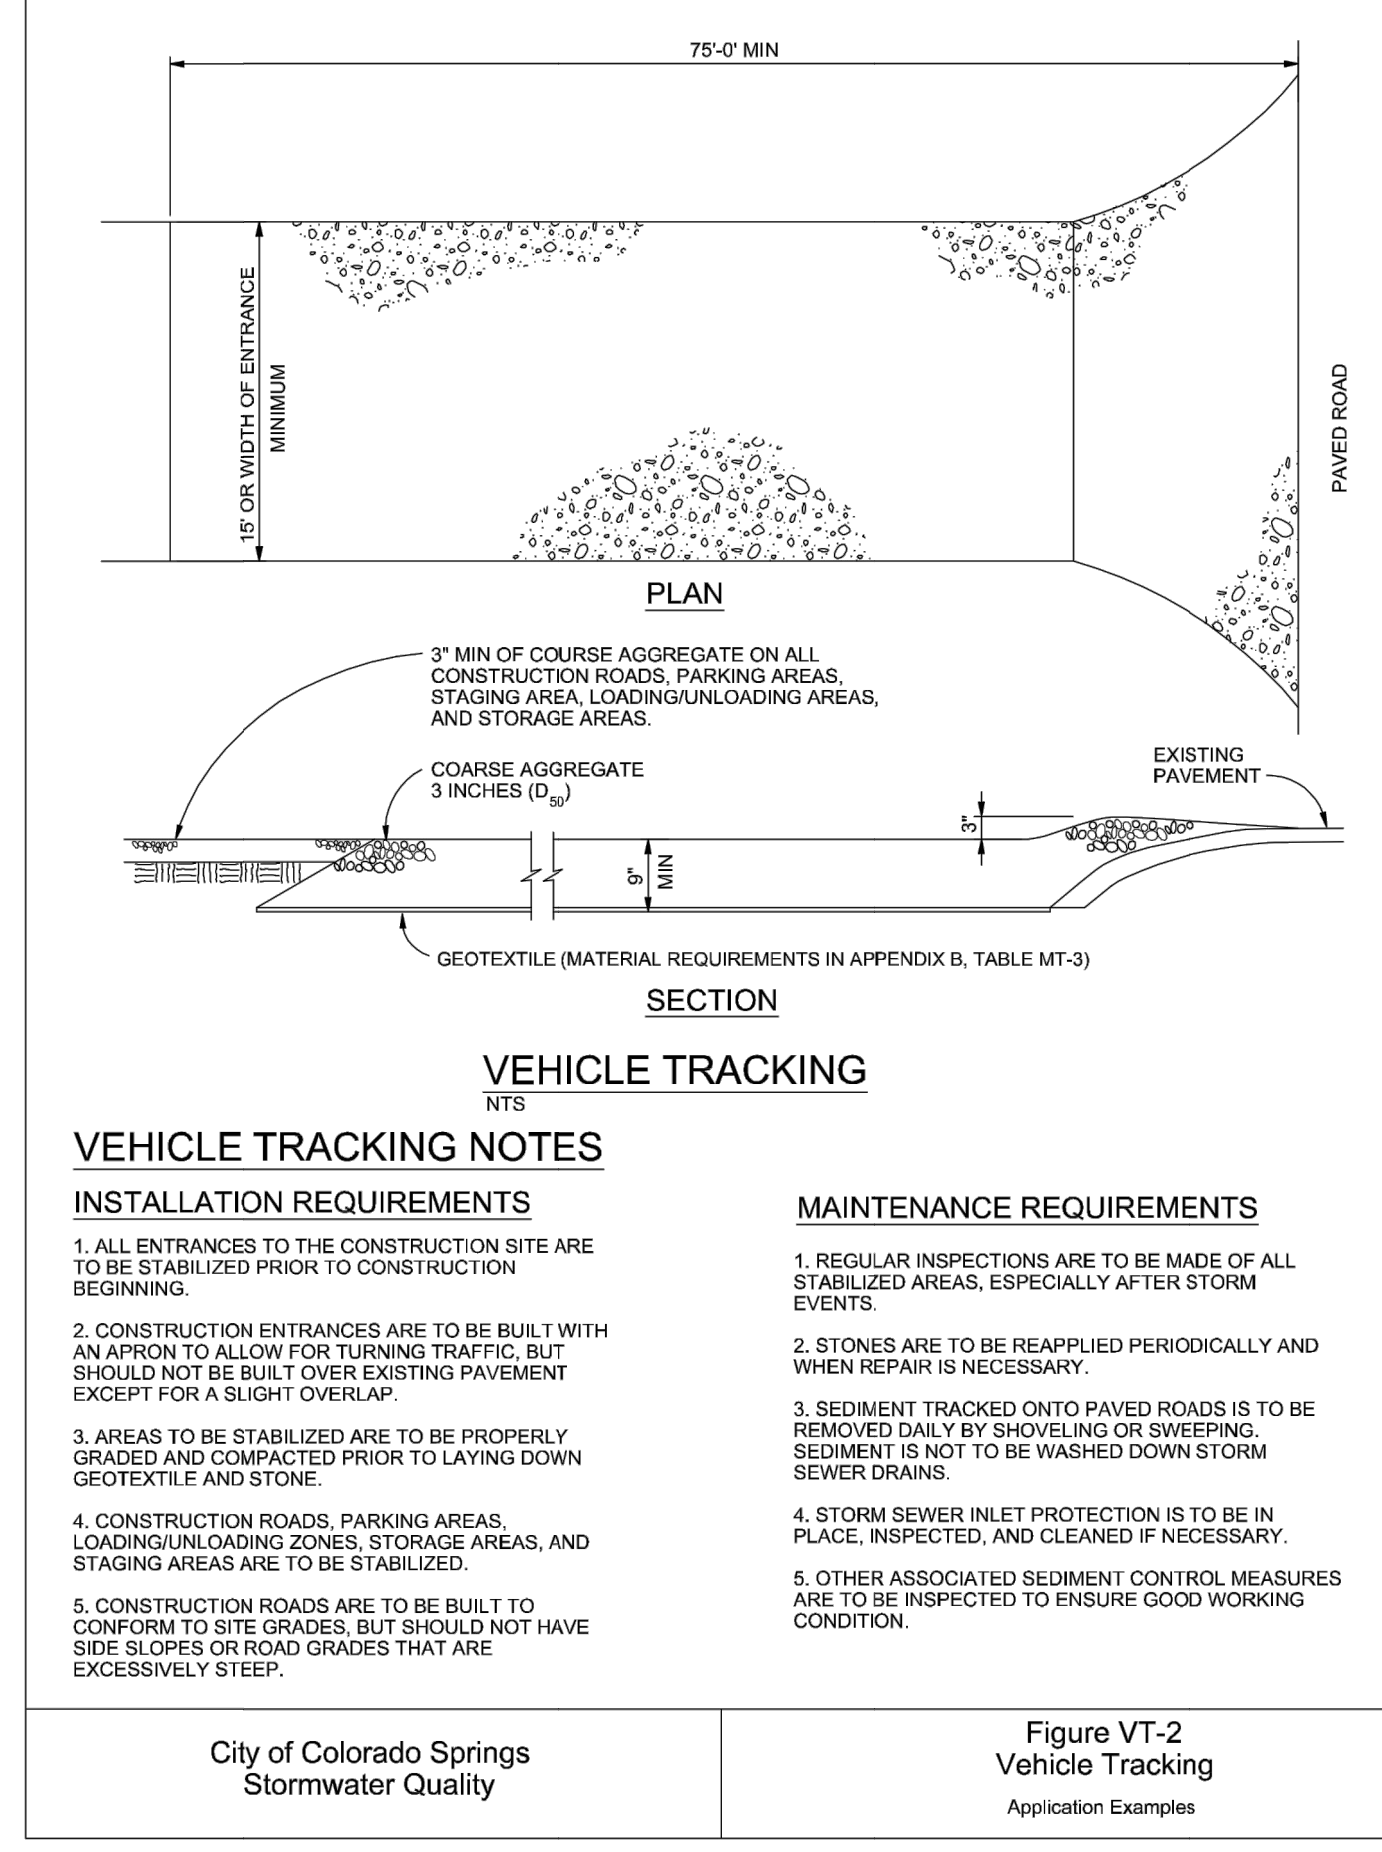 75'-0' MIN
15' OR WIDTH OF ENTRANCE
MINIMUM
PAVED ROAD
PLAN
3" MIN OF COURSE AGGREGATE ON ALL
CONSTRUCTION ROADS, PARKING AREAS,
STAGING AREA, LOADING/UNLOADING AREAS,
AND STORAGE AREAS.
COARSE AGGREGATE
3 INCHES (D50)
EXISTING
PAVEMENT
3"
9"
MIN
GEOTEXTILE (MATERIAL REQUIREMENTS IN APPENDIX B, TABLE MT-3)
SECTION
VEHICLE TRACKING
NTS
VEHICLE TRACKING NOTES
INSTALLATION REQUIREMENTS
1. ALL ENTRANCES TO THE CONSTRUCTION SITE ARE
TO BE STABILIZED PRIOR TO CONSTRUCTION
BEGINNING.
2. CONSTRUCTION ENTRANCES ARE TO BE BUILT WITH
AN APRON TO ALLOW FOR TURNING TRAFFIC, BUT
SHOULD NOT BE BUILT OVER EXISTING PAVEMENT
EXCEPT FOR A SLIGHT OVERLAP.
3. AREAS TO BE STABILIZED ARE TO BE PROPERLY
GRADED AND COMPACTED PRIOR TO LAYING DOWN
GEOTEXTILE AND STONE.
4. CONSTRUCTION ROADS, PARKING AREAS,
LOADING/UNLOADING ZONES, STORAGE AREAS, AND
STAGING AREAS ARE TO BE STABILIZED.
5. CONSTRUCTION ROADS ARE TO BE BUILT TO
CONFORM TO SITE GRADES, BUT SHOULD NOT HAVE
SIDE SLOPES OR ROAD GRADES THAT ARE
EXCESSIVELY STEEP.
MAINTENANCE REQUIREMENTS
1. REGULAR INSPECTIONS ARE TO BE MADE OF ALL
STABILIZED AREAS, ESPECIALLY AFTER STORM
EVENTS.
2. STONES ARE TO BE REAPPLIED PERIODICALLY AND
WHEN REPAIR IS NECESSARY.
3. SEDIMENT TRACKED ONTO PAVED ROADS IS TO BE
REMOVED DAILY BY SHOVELING OR SWEEPING.
SEDIMENT IS NOT TO BE WASHED DOWN STORM
SEWER DRAINS.
4. STORM SEWER INLET PROTECTION IS TO BE IN
PLACE, INSPECTED, AND CLEANED IF NECESSARY.
5. OTHER ASSOCIATED SEDIMENT CONTROL MEASURES
ARE TO BE INSPECTED TO ENSURE GOOD WORKING
CONDITION.
City of Colorado Springs
Stormwater Quality
Figure VT-2
Vehicle Tracking
Application Examples